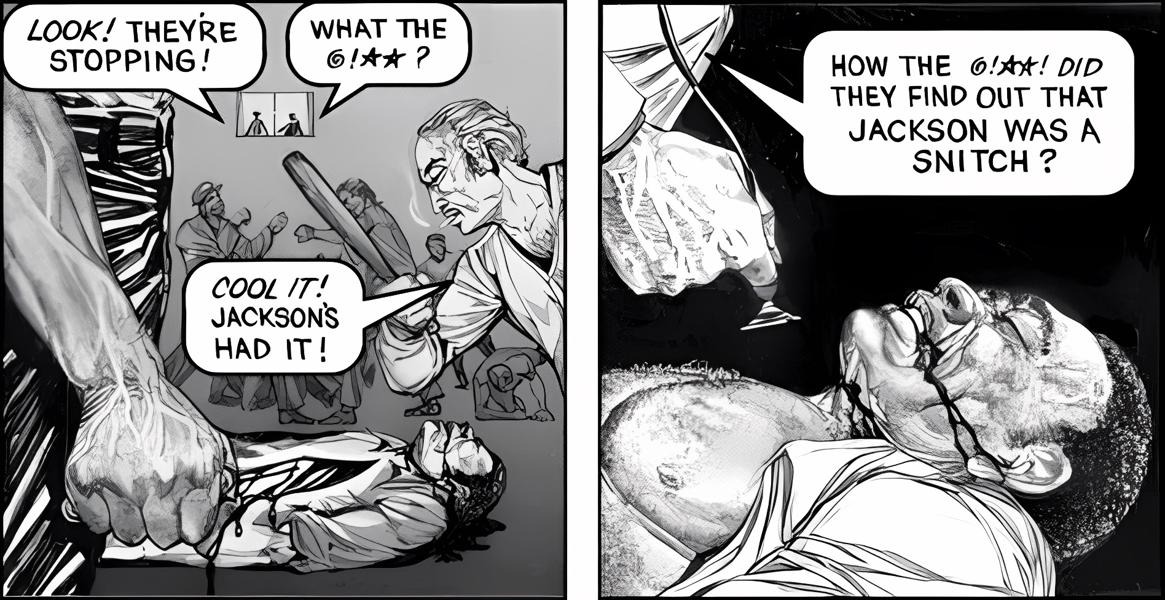 LOOK! THEY'RE
STOPPING!
WHAT THE
@!★★?
COOL IT!
JACKSON'S
HAD IT!
HOW THE @!★★! DID
THEY FIND OUT THAT
JACKSON WAS A
SNITCH?